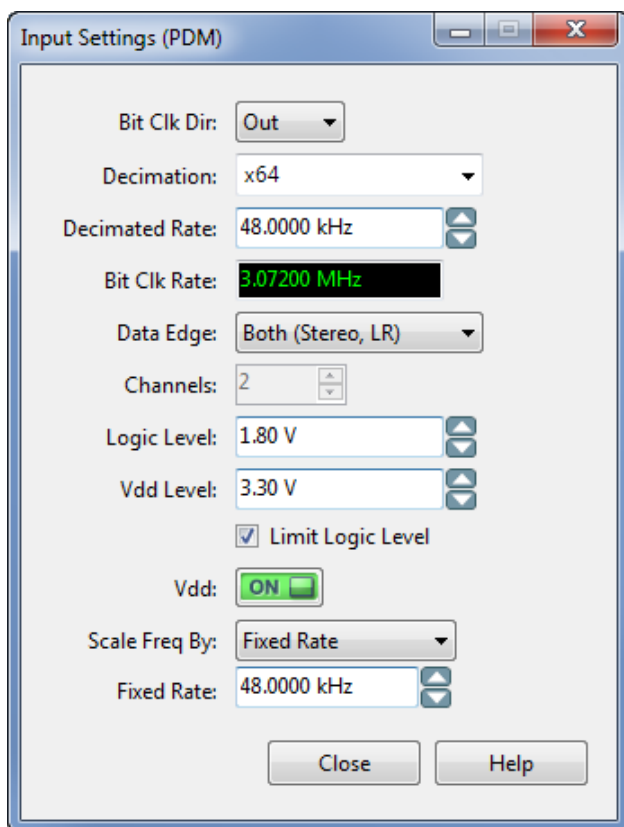 Input Settings (PDM)
Bit Clk Dir: Out
Decimation: x64
Decimated Rate: 48.0000 kHz
Bit Clk Rate: 3.07200 MHz
Data Edge: Both (Stereo, LR)
Channels: 2
Logic Level: 1.80 V
Vdd Level: 3.30 V
Limit Logic Level
Vdd: ON
Scale Freq By: Fixed Rate
Fixed Rate: 48.0000 kHz
Close Help